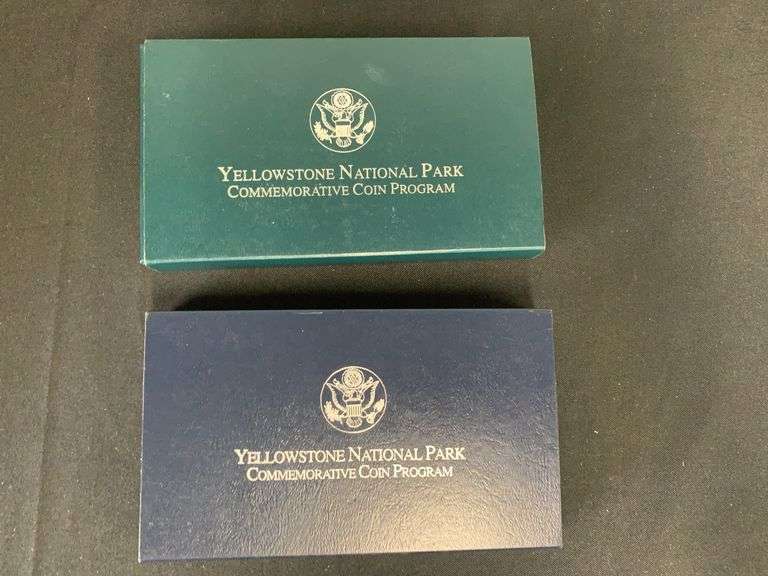 Yellowstone National Park
Commemorative Coin Program
Yellowstone National Park
Commemorative Coin Program